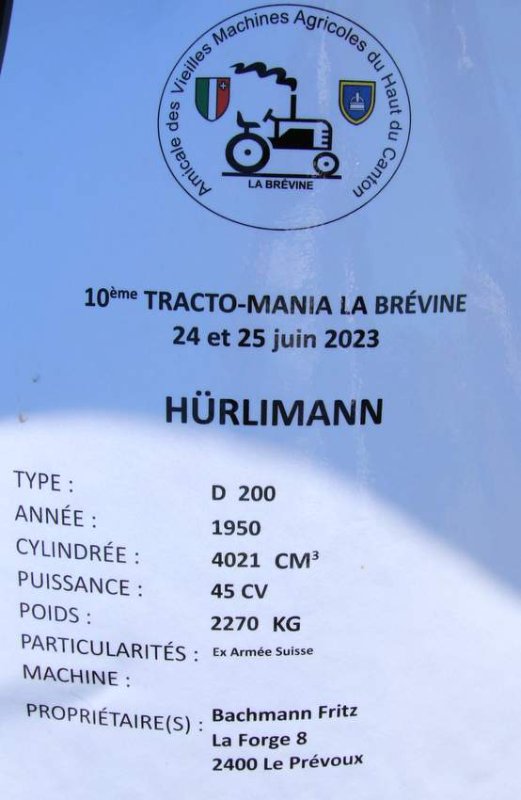 Amicale des Vieilles Machines Agricoles du Haut du Canton
LA BRÉVINE
10ème TRACTO-MANIA LA BRÉVINE
24 et 25 juin 2023
HÜRLIMANN
TYPE : D 200
ANNÉE : 1950
CYLINDRÉE : 4021 CM³
PUISSANCE : 45 CV
POIDS : 2270 KG
PARTICULARITÉS : Ex Armée Suisse
MACHINE :
PROPRIÉTAIRE(S) : Bachmann Fritz
La Forge 8
2400 Le Prévoux